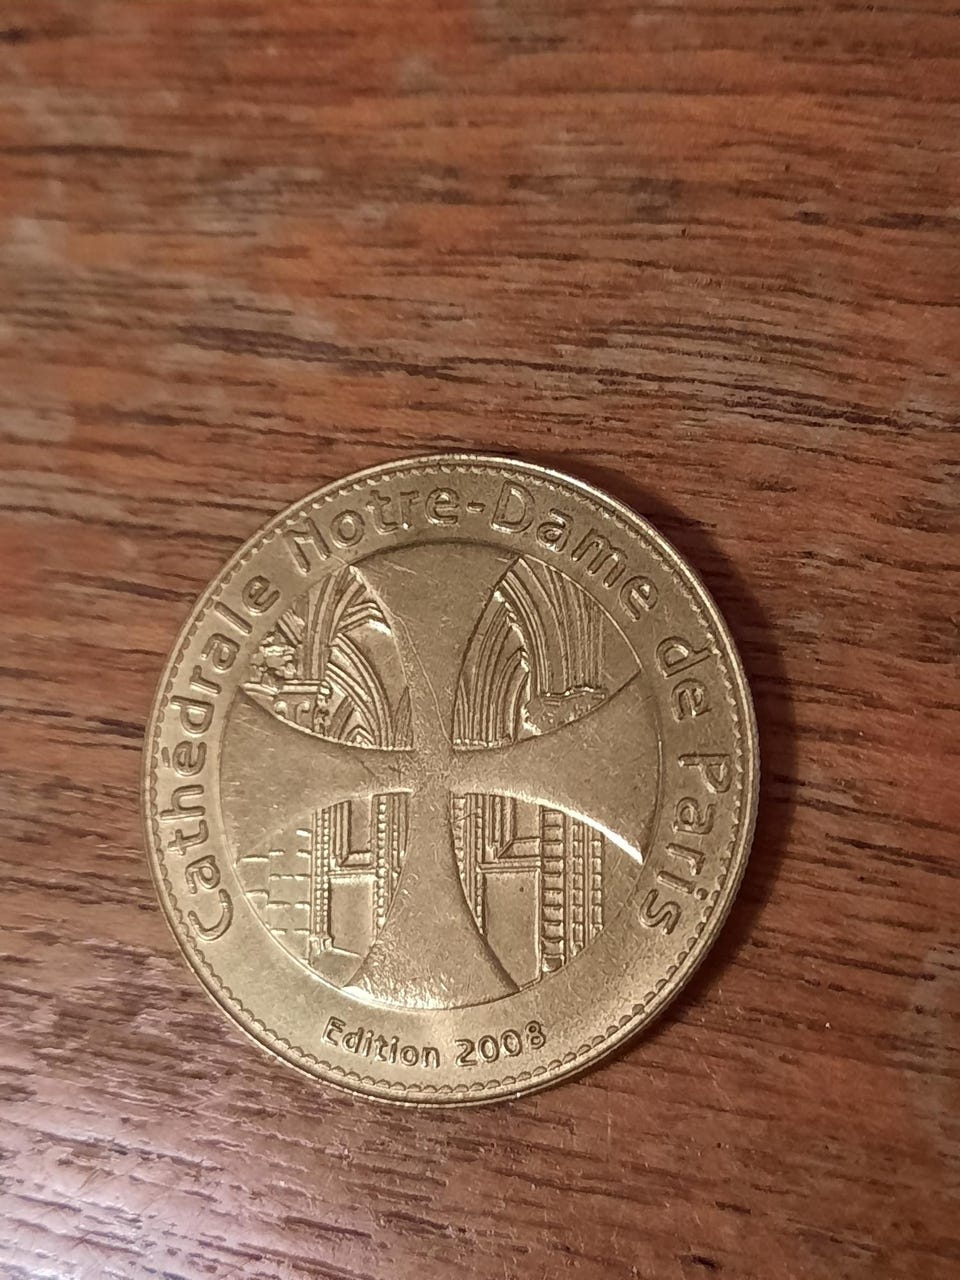 Cathédrale Notre-Dame de Paris
Edition 2008